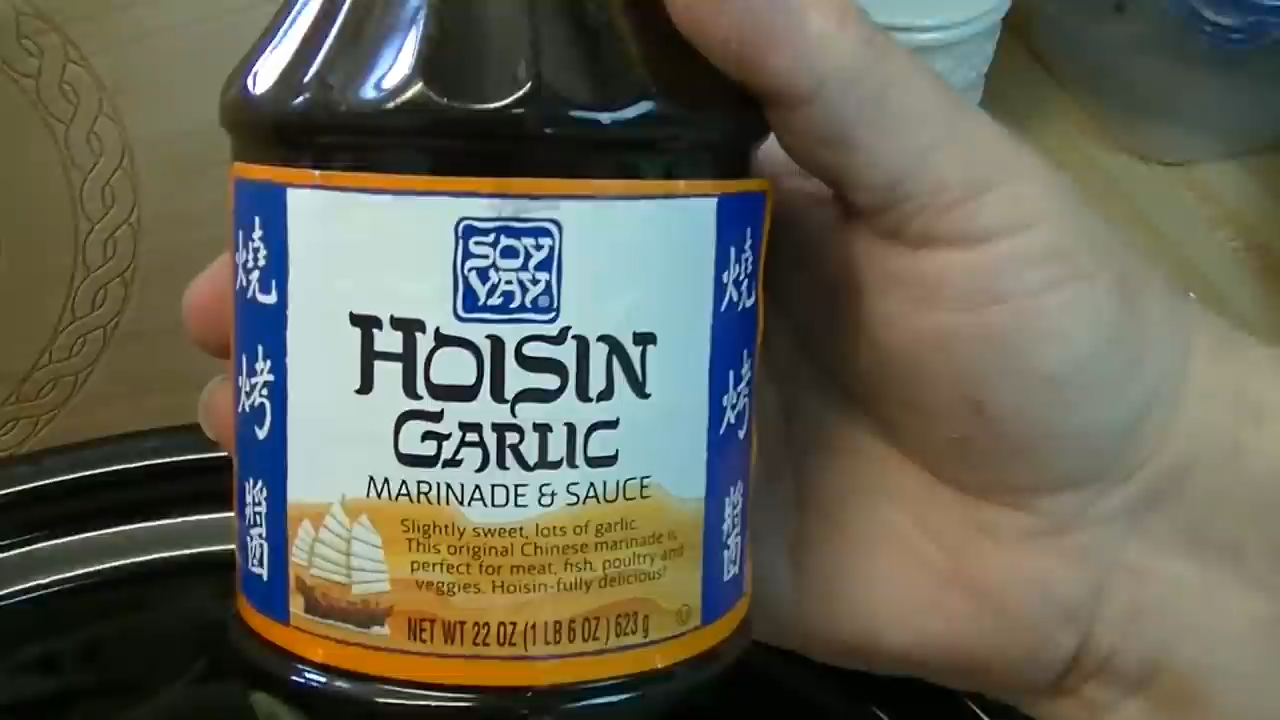 SOY
VAY®
HOISIN
GARLIC
MARINADE & SAUCE
Slightly sweet, lots of garlic.
This original Chinese marinade is
perfect for meat, fish, poultry and
veggies. Hoisin-fully delicious!
NET WT 22 OZ (1 LB 6 OZ) 623 g
燒烤醬
燒烤醬